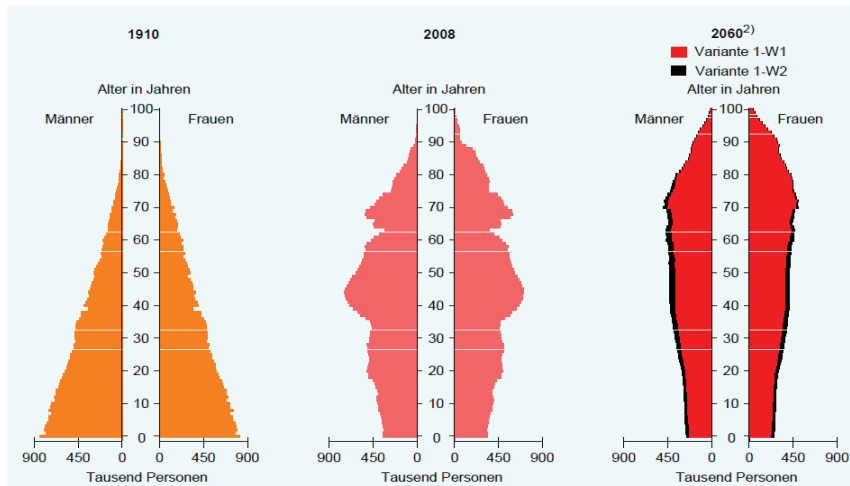 1910
2008
2060²⁾
Variante 1-W1
Variante 1-W2
Alter in Jahren
Alter in Jahren
Alter in Jahren
Männer 100 Frauen
Männer 100 Frauen
Männer 100 Frauen
90 90 90
80 80 80
70 70 70
60 60 60
50 50 50
40 40 40
30 30 30
20 20 20
10 10 10
0 0 0
900 450 0 0 450 900
900 450 0 0 450 900
900 450 0 0 450 900
Tausend Personen
Tausend Personen
Tausend Personen